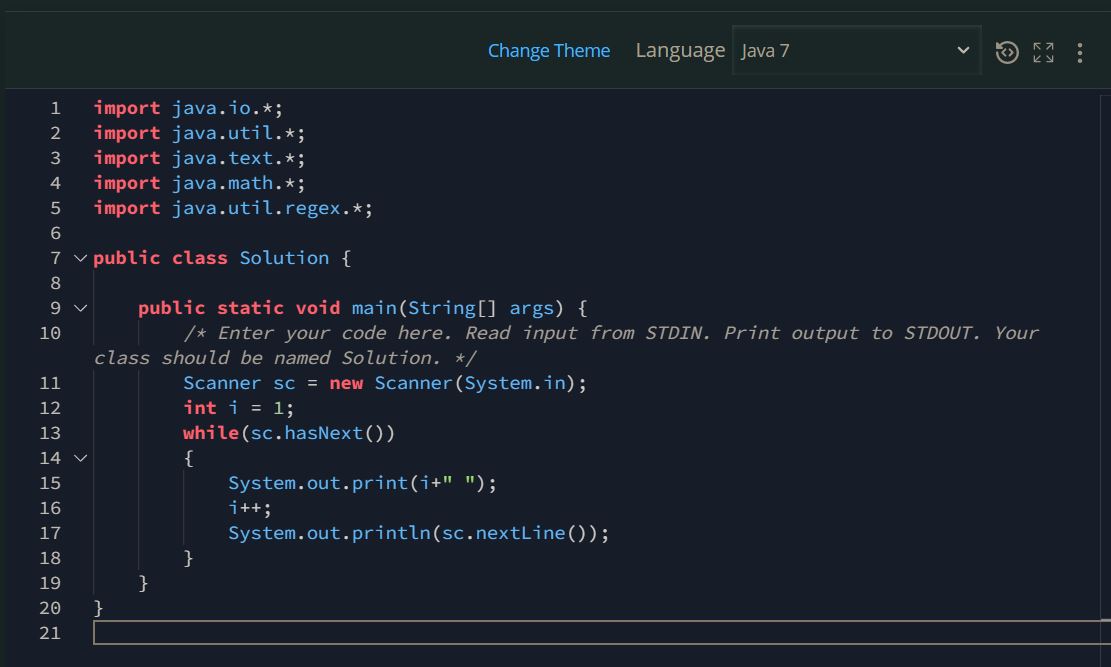 Change Theme Language Java 7
1 import java.io.*;
2 import java.util.*;
3 import java.text.*;
4 import java.math.*;
5 import java.util.regex.*;
6
7 public class Solution {
8
9     public static void main(String[] args) {
10         /* Enter your code here. Read input from STDIN. Print output to STDOUT. Your
class should be named Solution. */
11         Scanner sc = new Scanner(System.in);
12         int i = 1;
13         while(sc.hasNext())
14         {
15             System.out.print(i+" ");
16             i++;
17             System.out.println(sc.nextLine());
18         }
19     }
20 }
21